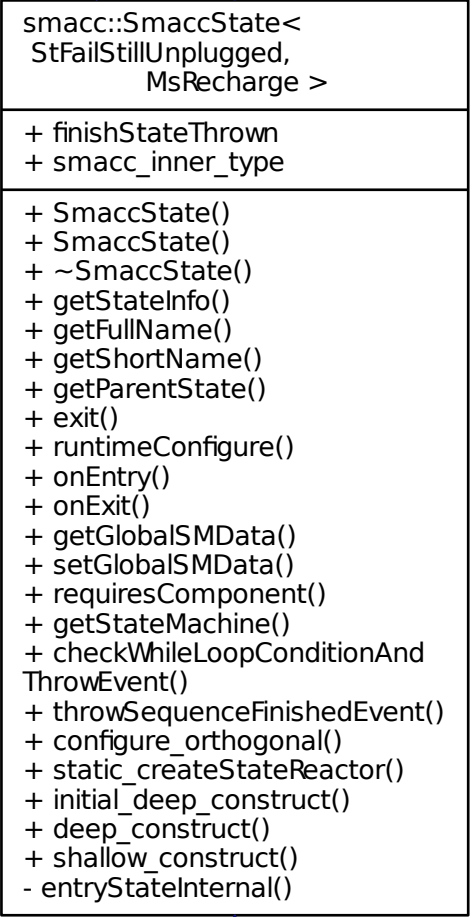 smacc::SmaccState<
StFailStillUnplugged,
MsRecharge >
+ finishStateThrown
+ smacc_inner_type
+ SmaccState()
+ SmaccState()
+ ~SmaccState()
+ getStateInfo()
+ getFullName()
+ getShortName()
+ getParentState()
+ exit()
+ runtimeConfigure()
+ onEntry()
+ onExit()
+ getGlobalSMData()
+ setGlobalSMData()
+ requiresComponent()
+ getStateMachine()
+ checkWhileLoopConditionAnd
ThrowEvent()
+ throwSequenceFinishedEvent()
+ configure_orthogonal()
+ static_createStateReactor()
+ initial_deep_construct()
+ deep_construct()
+ shallow_construct()
- entryStateInternal()